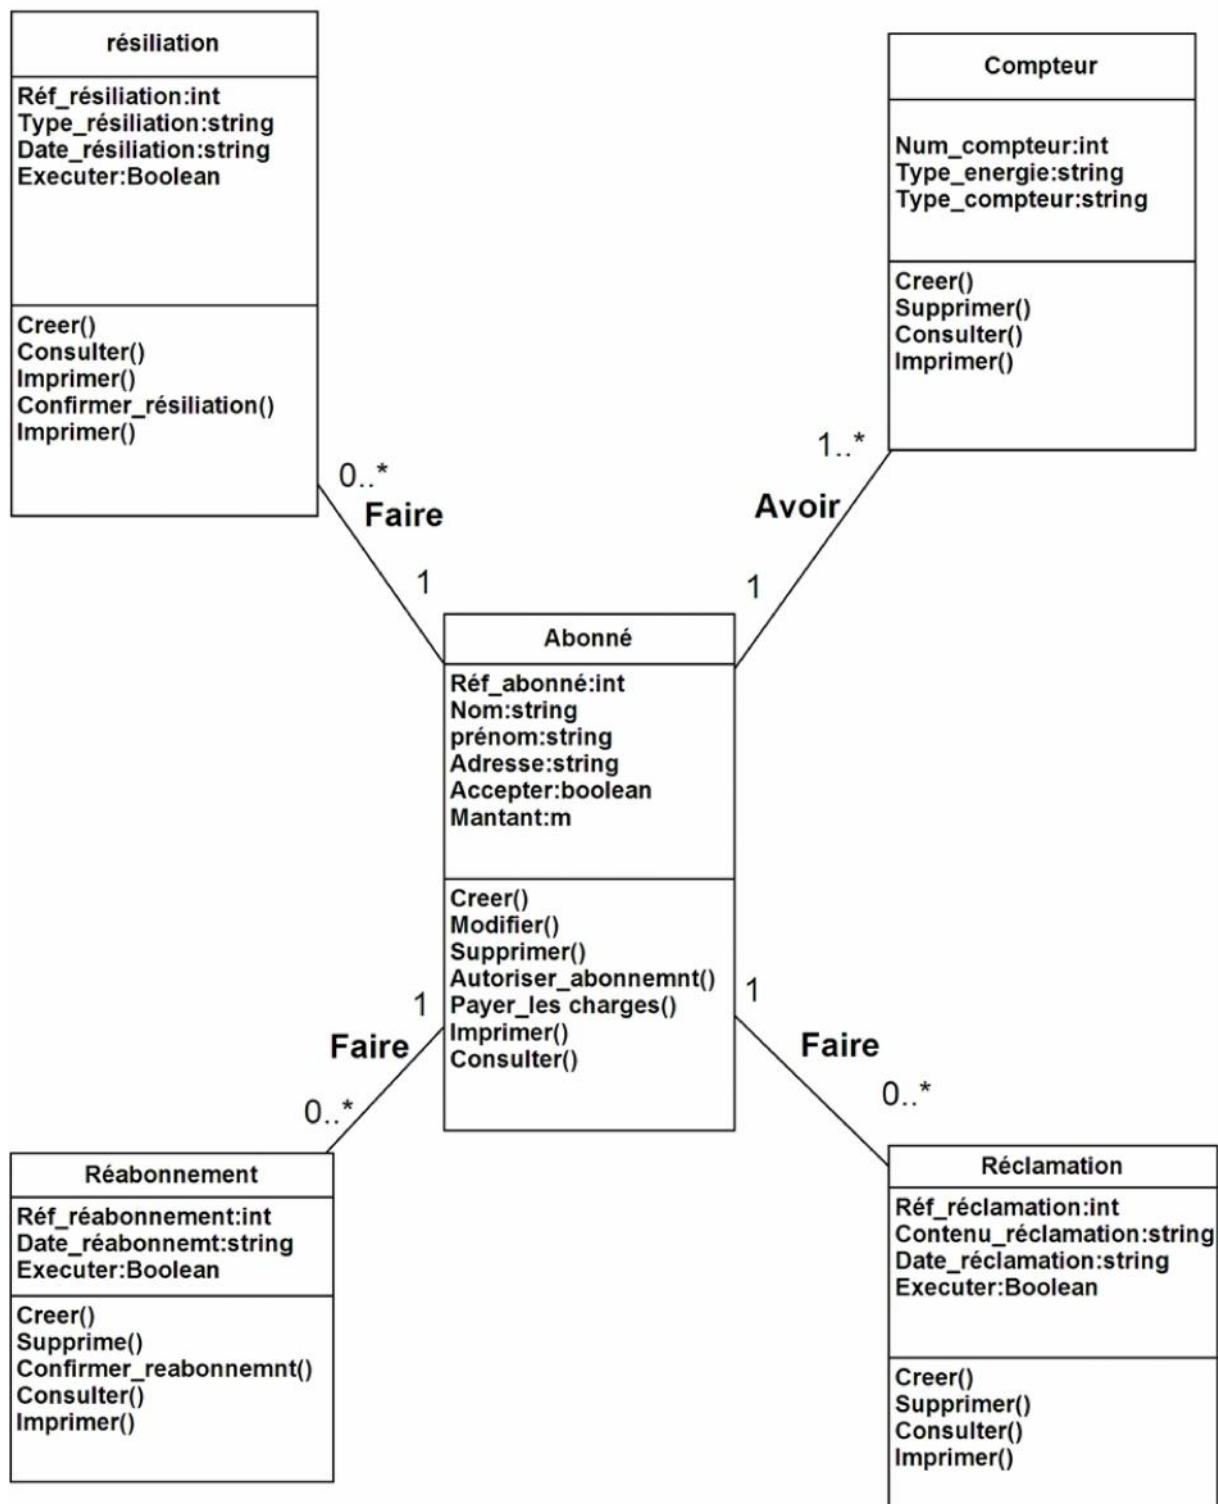 résiliation
Réf_résiliation:int
Type_résiliation:string
Date_résiliation:string
Executer:Boolean
Creer()
Consulter()
Imprimer()
Confirmer_résiliation()
Imprimer()
Compteur
Num_compteur:int
Type_energie:string
Type_compteur:string
Creer()
Supprimer()
Consulter()
Imprimer()
0..*
Faire
1
1..*
Avoir
1
Abonné
Réf_abonné:int
Nom:string
prénom:string
Adresse:string
Accepter:boolean
Mantant:m
Creer()
Modifier()
Supprimer()
Autoriser_abonnemnt()
Payer_les charges()
Imprimer()
Consulter()
1
Faire
0..*
1
Faire
0..*
Réabonnement
Réf_réabonnement:int
Date_réabonnemt:string
Executer:Boolean
Creer()
Supprime()
Confirmer_reabonnemnt()
Consulter()
Imprimer()
Réclamation
Réf_réclamation:int
Contenu_réclamation:string
Date_réclamation:string
Executer:Boolean
Creer()
Supprimer()
Consulter()
Imprimer()